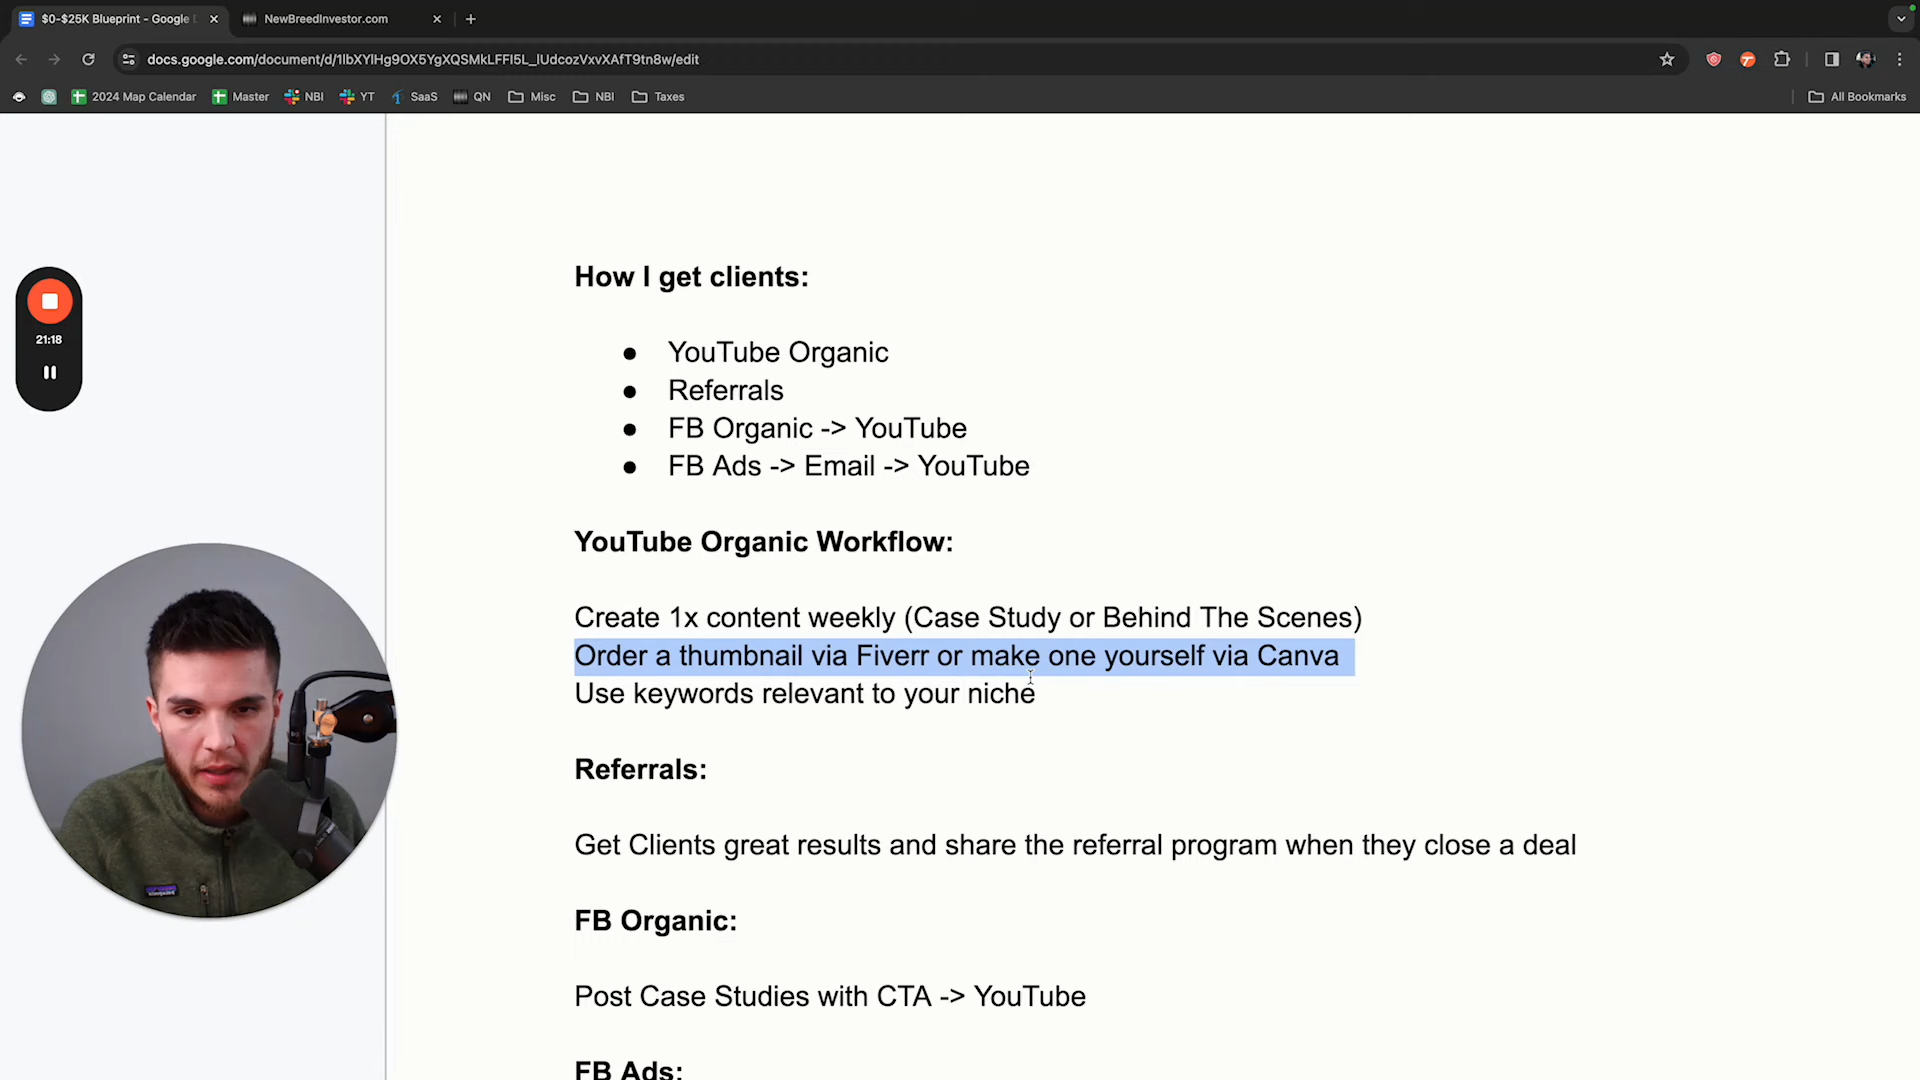 $0-$25K Blueprint - Google
NewBreedInvestor.com
docs.google.com/document/d/1lbXYlHg9OX5YgXQSMkLFFI5L_lUdcozVxvXAfT9tn8w/edit
2024 Map Calendar
Master
NBI
YT
SaaS
QN
Misc
NBI
Taxes
All Bookmarks
21:18
How I get clients:
● YouTube Organic
● Referrals
● FB Organic -> YouTube
● FB Ads -> Email -> YouTube
YouTube Organic Workflow:
Create 1x content weekly (Case Study or Behind The Scenes)
Order a thumbnail via Fiverr or make one yourself via Canva
Use keywords relevant to your niche
Referrals:
Get Clients great results and share the referral program when they close a deal
FB Organic:
Post Case Studies with CTA -> YouTube
FB Ads: